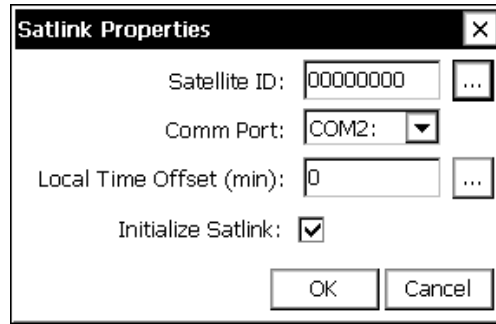 Satlink Properties
Satellite ID: 00000000 ...
Comm Port: COM2:
Local Time Offset (min): 0 ...
Initialize Satlink:
OK Cancel